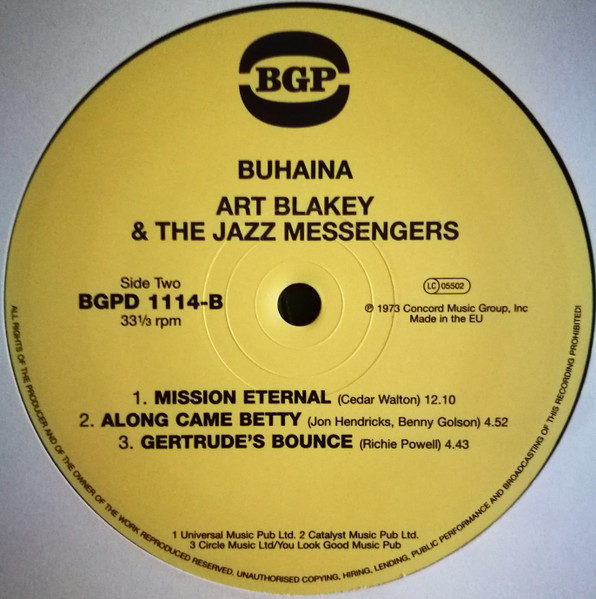 BGP
BUHAINA
ART BLAKEY
& THE JAZZ MESSENGERS
Side Two
BGPD 1114-B
33⅓ rpm
LC 05502
℗ 1973 Concord Music Group, Inc
Made in the EU
1. MISSION ETERNAL (Cedar Walton) 12.10
2. ALONG CAME BETTY (Jon Hendricks, Benny Golson) 4.52
3. GERTRUDE'S BOUNCE (Richie Powell) 4.43
1 Universal Music Pub Ltd. 2 Catalyst Music Pub Ltd.
3 Circle Music Ltd/You Look Good Music Pub
ALL RIGHTS OF THE PRODUCER AND OF THE OWNER OF THE WORK REPRODUCED RESERVED. UNAUTHORISED COPYING, HIRING, LENDING, PUBLIC PERFORMANCE AND BROADCASTING OF THIS RECORDING PROHIBITED!